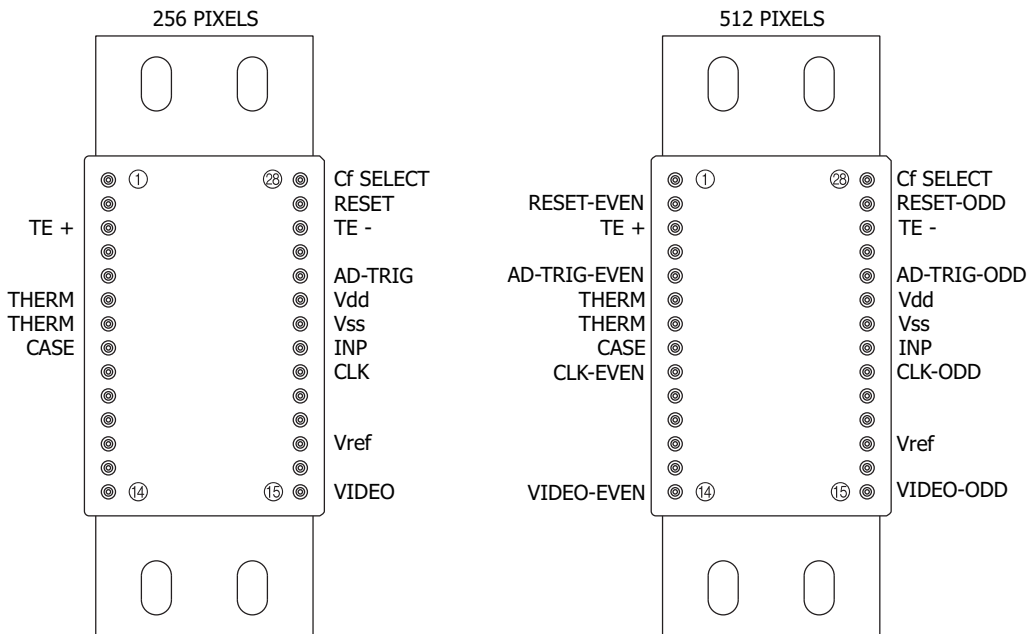 256 PIXELS
① ㉘ Cf SELECT
RESET
TE + TE -
AD-TRIG
THERM Vdd
THERM Vss
CASE INP
CLK
Vref
⑭ ⑮ VIDEO
512 PIXELS
① ㉘ Cf SELECT
RESET-EVEN RESET-ODD
TE + TE -
AD-TRIG-EVEN AD-TRIG-ODD
THERM Vdd
THERM Vss
CASE INP
CLK-EVEN CLK-ODD
Vref
VIDEO-EVEN ⑭ ⑮ VIDEO-ODD